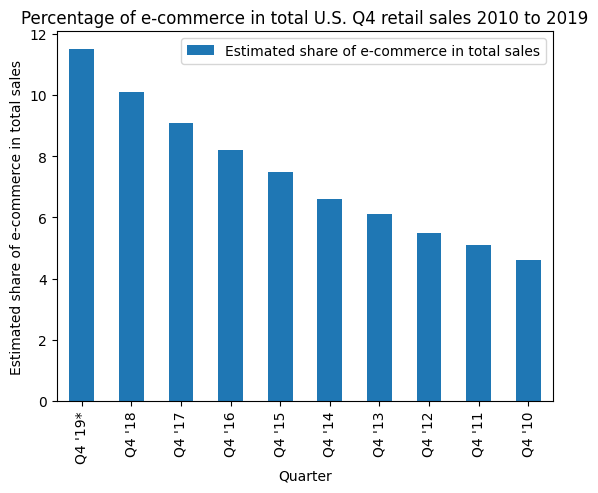 Percentage of e-commerce in total U.S. Q4 retail sales 2010 to 2019
Estimated share of e-commerce in total sales
Estimated share of e-commerce in total sales
12
10
8
6
4
2
0
Q4 '19*
Q4 '18
Q4 '17
Q4 '16
Q4 '15
Q4 '14
Q4 '13
Q4 '12
Q4 '11
Q4 '10
Quarter